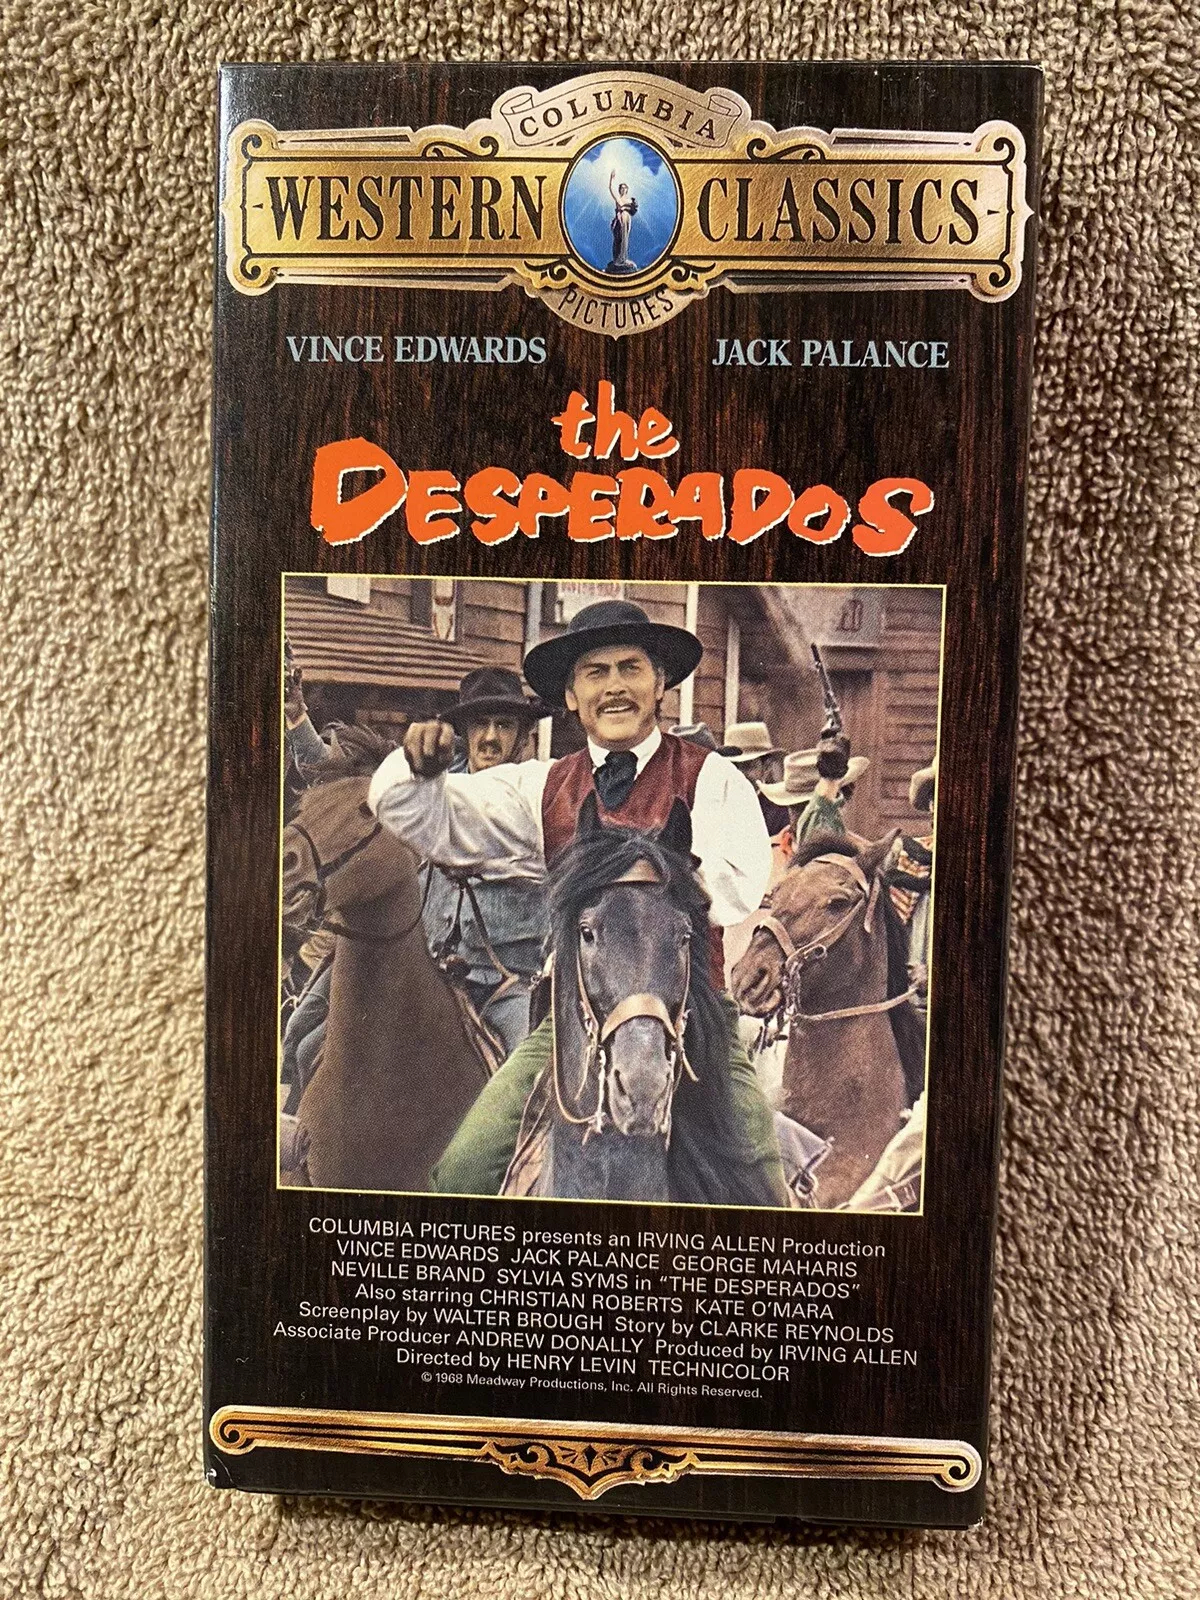 COLUMBIA
WESTERN CLASSICS
PICTURES
VINCE EDWARDS JACK PALANCE
the
DESPERADOS
COLUMBIA PICTURES presents an IRVING ALLEN Production
VINCE EDWARDS JACK PALANCE GEORGE MAHARIS
NEVILLE BRAND SYLVIA SYMS in "THE DESPERADOS"
Also starring CHRISTIAN ROBERTS KATE O'MARA
Screenplay by WALTER BROUGH Story by CLARKE REYNOLDS
Associate Producer ANDREW DONALLY Produced by IRVING ALLEN
Directed by HENRY LEVIN TECHNICOLOR
© 1968 Meadway Productions, Inc. All Rights Reserved.